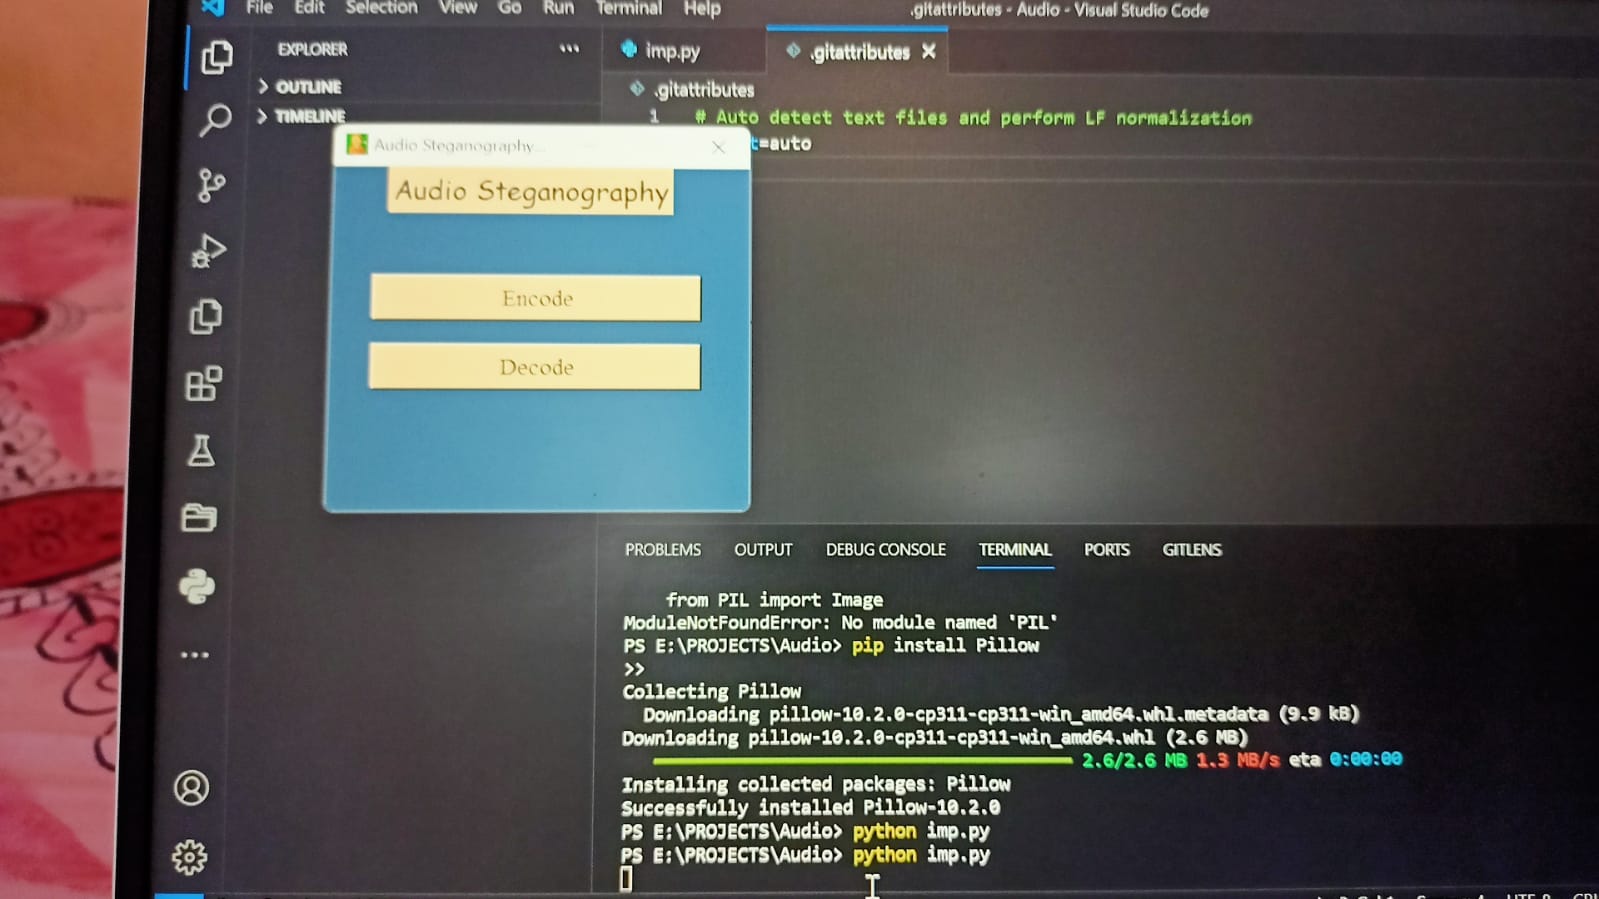 File Edit Selection View Go Run Terminal Help
.gitattributes - Audio - Visual Studio Code
EXPLORER
OUTLINE
TIMELINE
imp.py
.gitattributes
.gitattributes
1 # Auto detect text files and perform LF normalization
t=auto
Audio Steganography...
Audio Steganography
Encode
Decode
PROBLEMS OUTPUT DEBUG CONSOLE TERMINAL PORTS GITLENS
from PIL import Image
ModuleNotFoundError: No module named 'PIL'
PS E:\PROJECTS\Audio> pip install Pillow
>>
Collecting Pillow
Downloading pillow-10.2.0-cp311-cp311-win_amd64.whl.metadata (9.9 kB)
Downloading pillow-10.2.0-cp311-cp311-win_amd64.whl (2.6 MB)
2.6/2.6 MB 1.3 MB/s eta 0:00:00
Installing collected packages: Pillow
Successfully installed Pillow-10.2.0
PS E:\PROJECTS\Audio> python imp.py
PS E:\PROJECTS\Audio> python imp.py